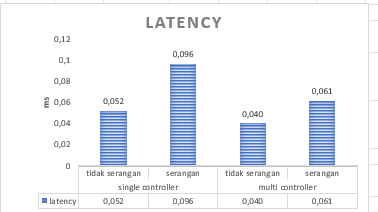 LATENCY
0,12
0,1
0,08
0,06
0,04
0,02
0
ms
0,052
0,096
0,040
0,061
tidak serangan serangan tidak serangan serangan
single controller multi controller
latency 0,052 0,096 0,040 0,061